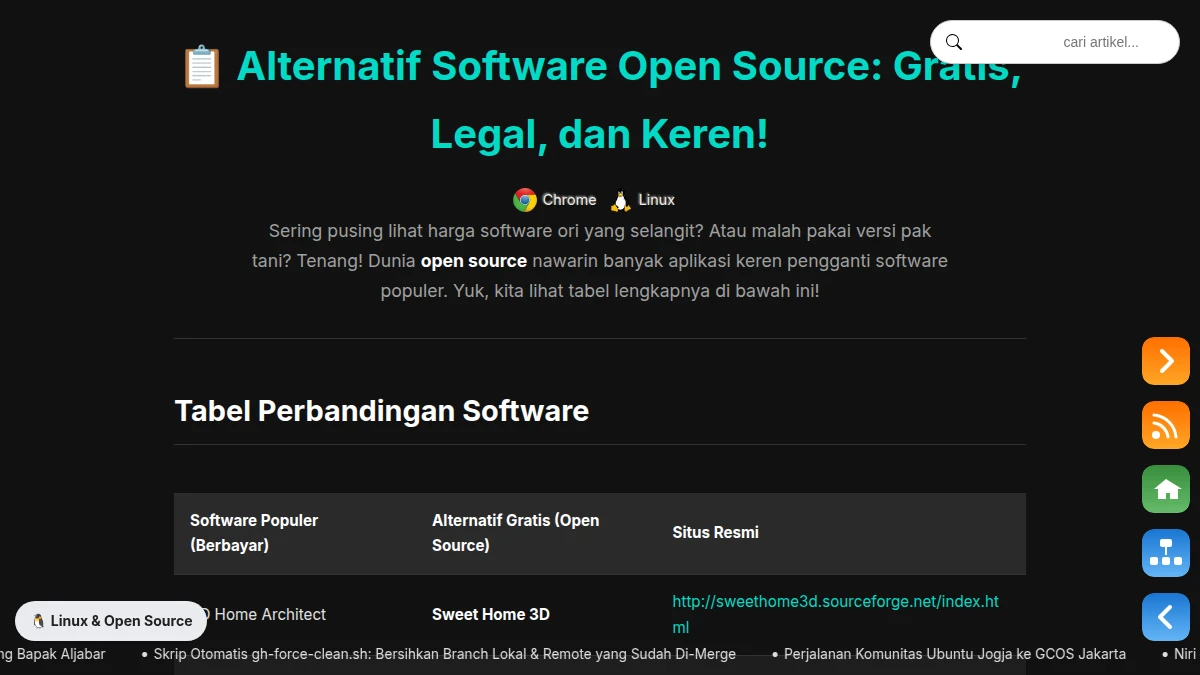 cari artikel...
📋 Alternatif Software Open Source: Gratis,
Legal, dan Keren!
Chrome Linux
Sering pusing lihat harga software ori yang selangit? Atau malah pakai versi pak
tani? Tenang! Dunia open source nawarin banyak aplikasi keren pengganti software
populer. Yuk, kita lihat tabel lengkapnya di bawah ini!
Tabel Perbandingan Software
Software Populer
(Berbayar)
Alternatif Gratis (Open
Source)
Situs Resmi
Home Architect
Sweet Home 3D
http://sweethome3d.sourceforge.net/index.ht
ml
Linux & Open Source
ng Bapak Aljabar • Skrip Otomatis gh-force-clean.sh: Bersihkan Branch Lokal & Remote yang Sudah Di-Merge • Perjalanan Komunitas Ubuntu Jogja ke GCOS Jakarta • Niri